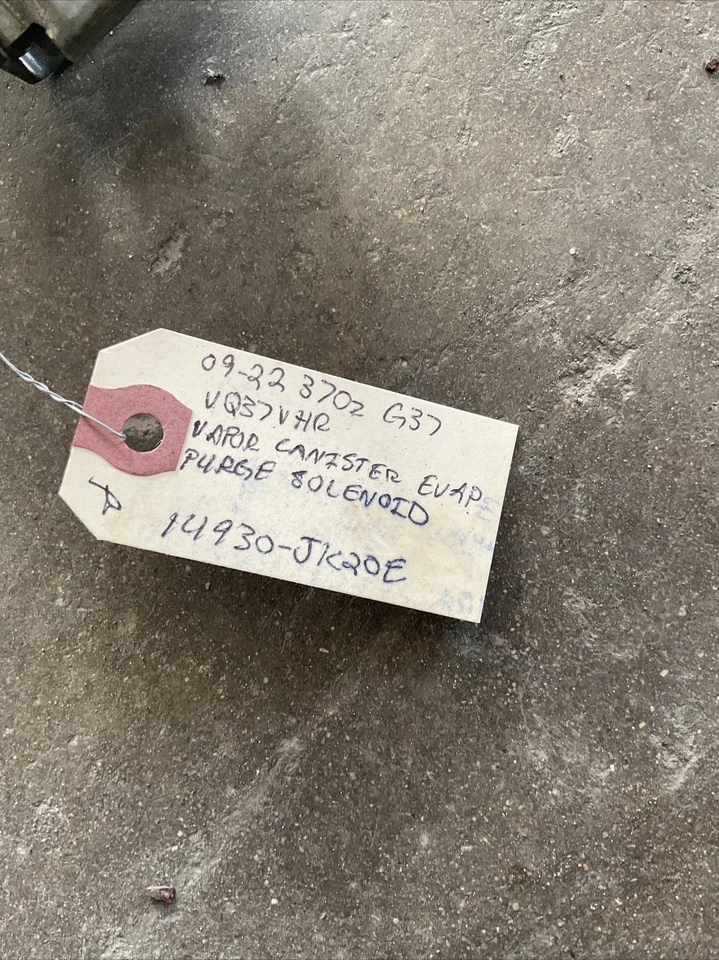 09-22 370z G37
VQ37VHR
VAPOR CANISTER EVAP
PURGE SOLENOID
14930-JK20E